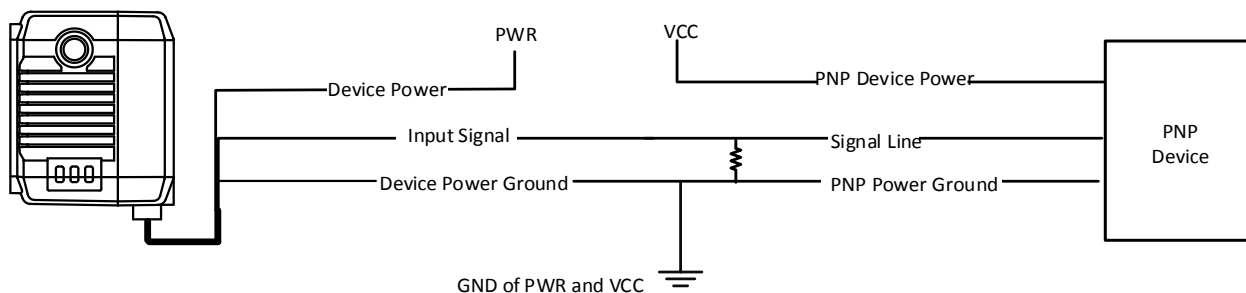 PWR
VCC
Device Power
PNP Device Power
Input Signal
Signal Line
PNP
Device
Device Power Ground
PNP Power Ground
GND of PWR and VCC